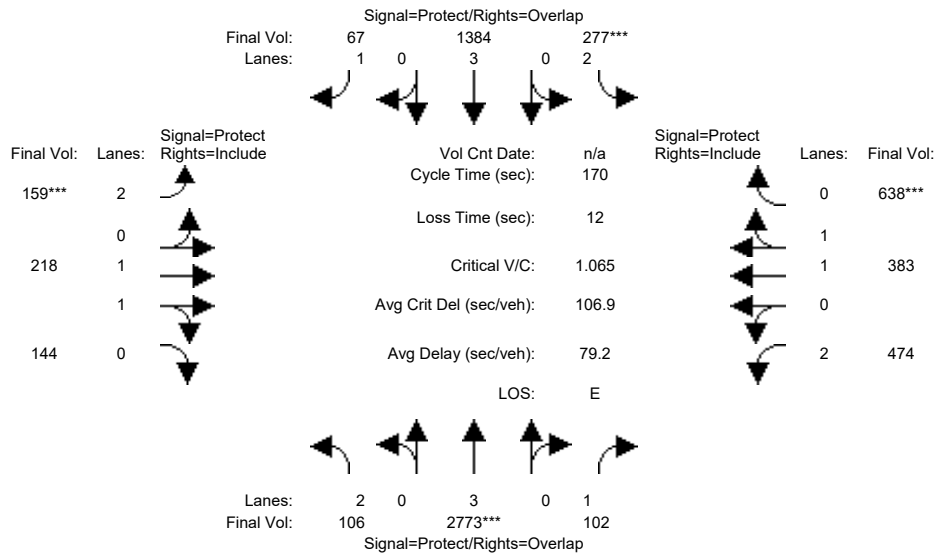 Signal=Protect/Rights=Overlap
Final Vol: 67 1384 277***
Lanes: 1 0 3 0 2
Signal=Protect
Final Vol: Lanes: Rights=Include
Vol Cnt Date: n/a
Signal=Protect
Rights=Include Lanes: Final Vol:
Cycle Time (sec): 170
159*** 2
0 638***
Loss Time (sec): 12
0
1
218 1
Critical V/C: 1.065
1 383
1
Avg Crit Del (sec/veh): 106.9
0
144 0
Avg Delay (sec/veh): 79.2
2 474
LOS: E
Lanes: 2 0 3 0 1
Final Vol: 106 2773*** 102
Signal=Protect/Rights=Overlap